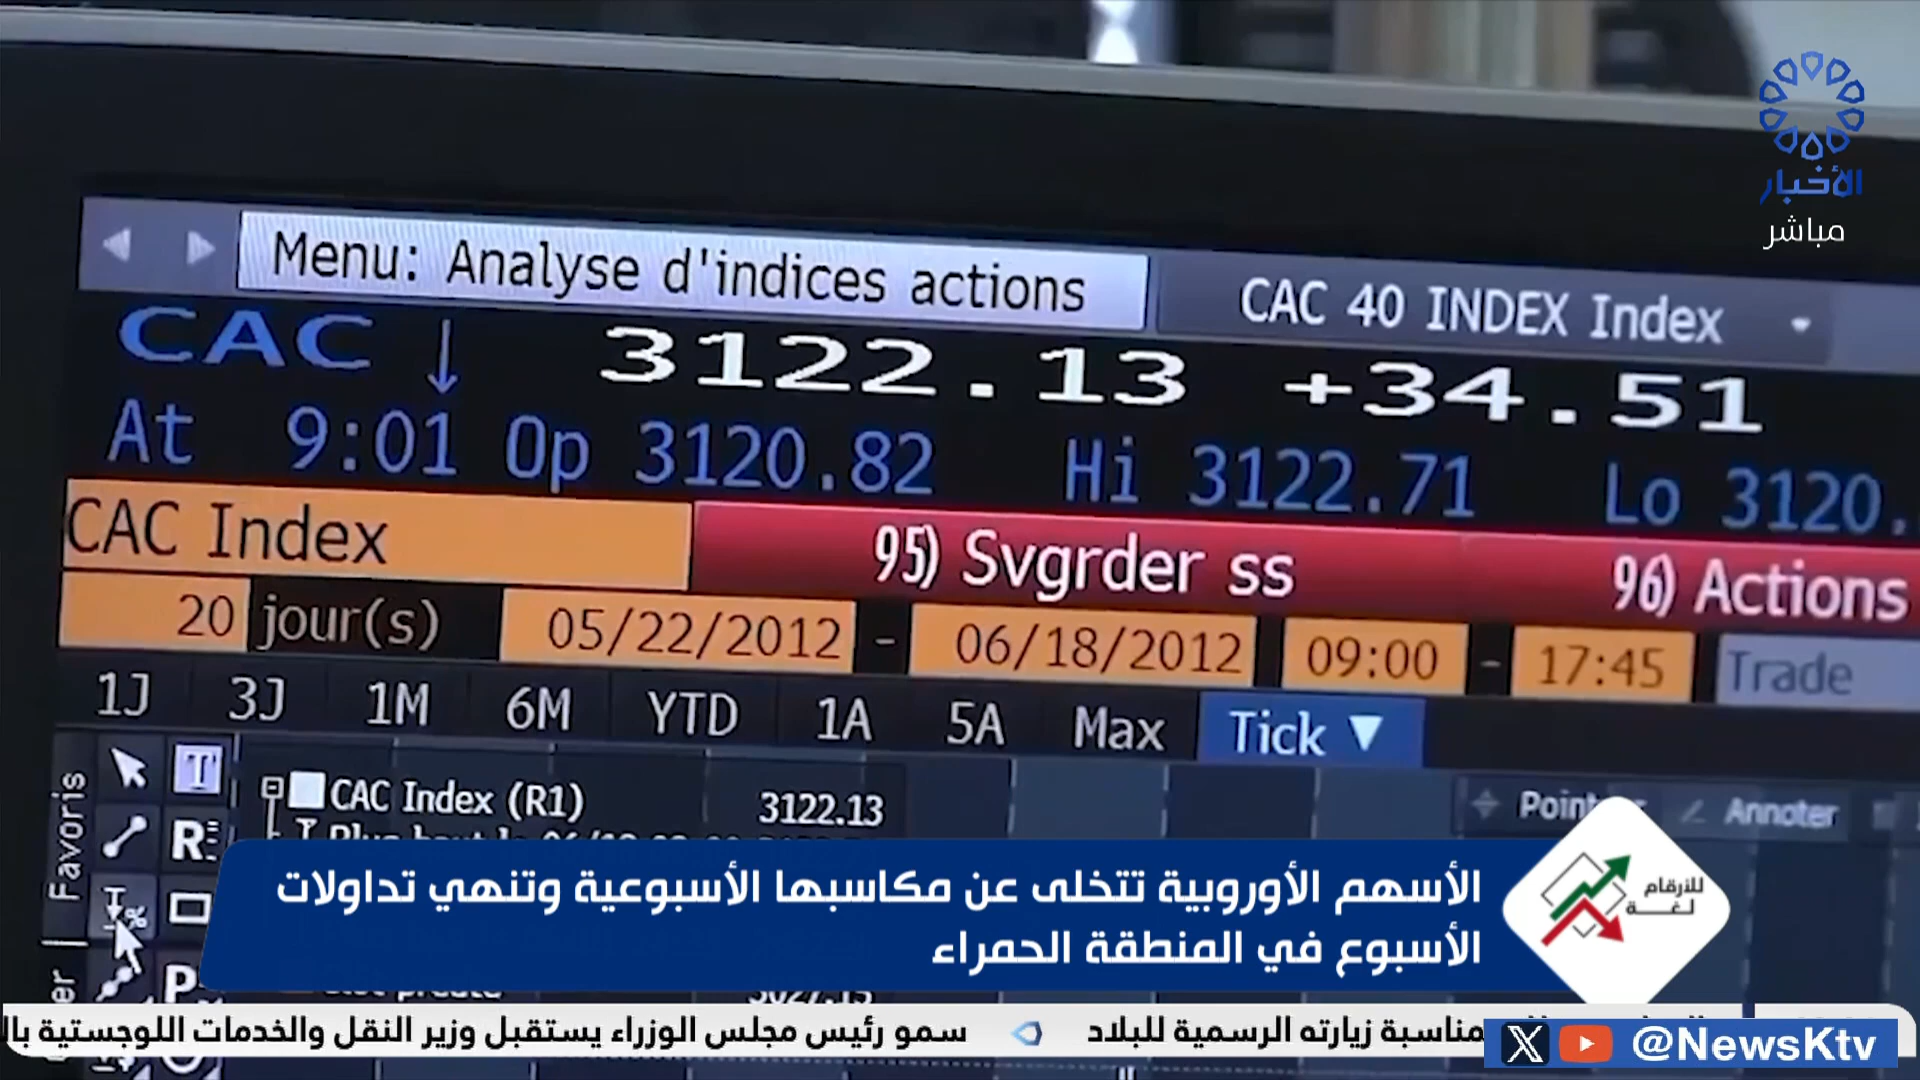 الأخبار
مباشر
Menu: Analyse d'indices actions
CAC 40 INDEX Index
CAC ↓ 3122.13 +34.51
At 9:01 Op 3120.82 Hi 3122.71 Lo 3120.
CAC Index 95) Svgrder ss 96) Actions
20 jour(s) 05/22/2012 - 06/18/2012 09:00 - 17:45 Trade
1J 3J 1M 6M YTD 1A 5A Max Tick ▼
Favoris
T
CAC Index (R1) 3122.13
Annoter
R
%
P
الأسهم الأوروبية تتخلى عن مكاسبها الأسبوعية وتنهي تداولات
الأسبوع في المنطقة الحمراء
للأرقام
لغة
مناسبة زيارته الرسمية للبلاد
سمو رئيس مجلس الوزراء يستقبل وزير النقل والخدمات اللوجستية
@NewsKtv